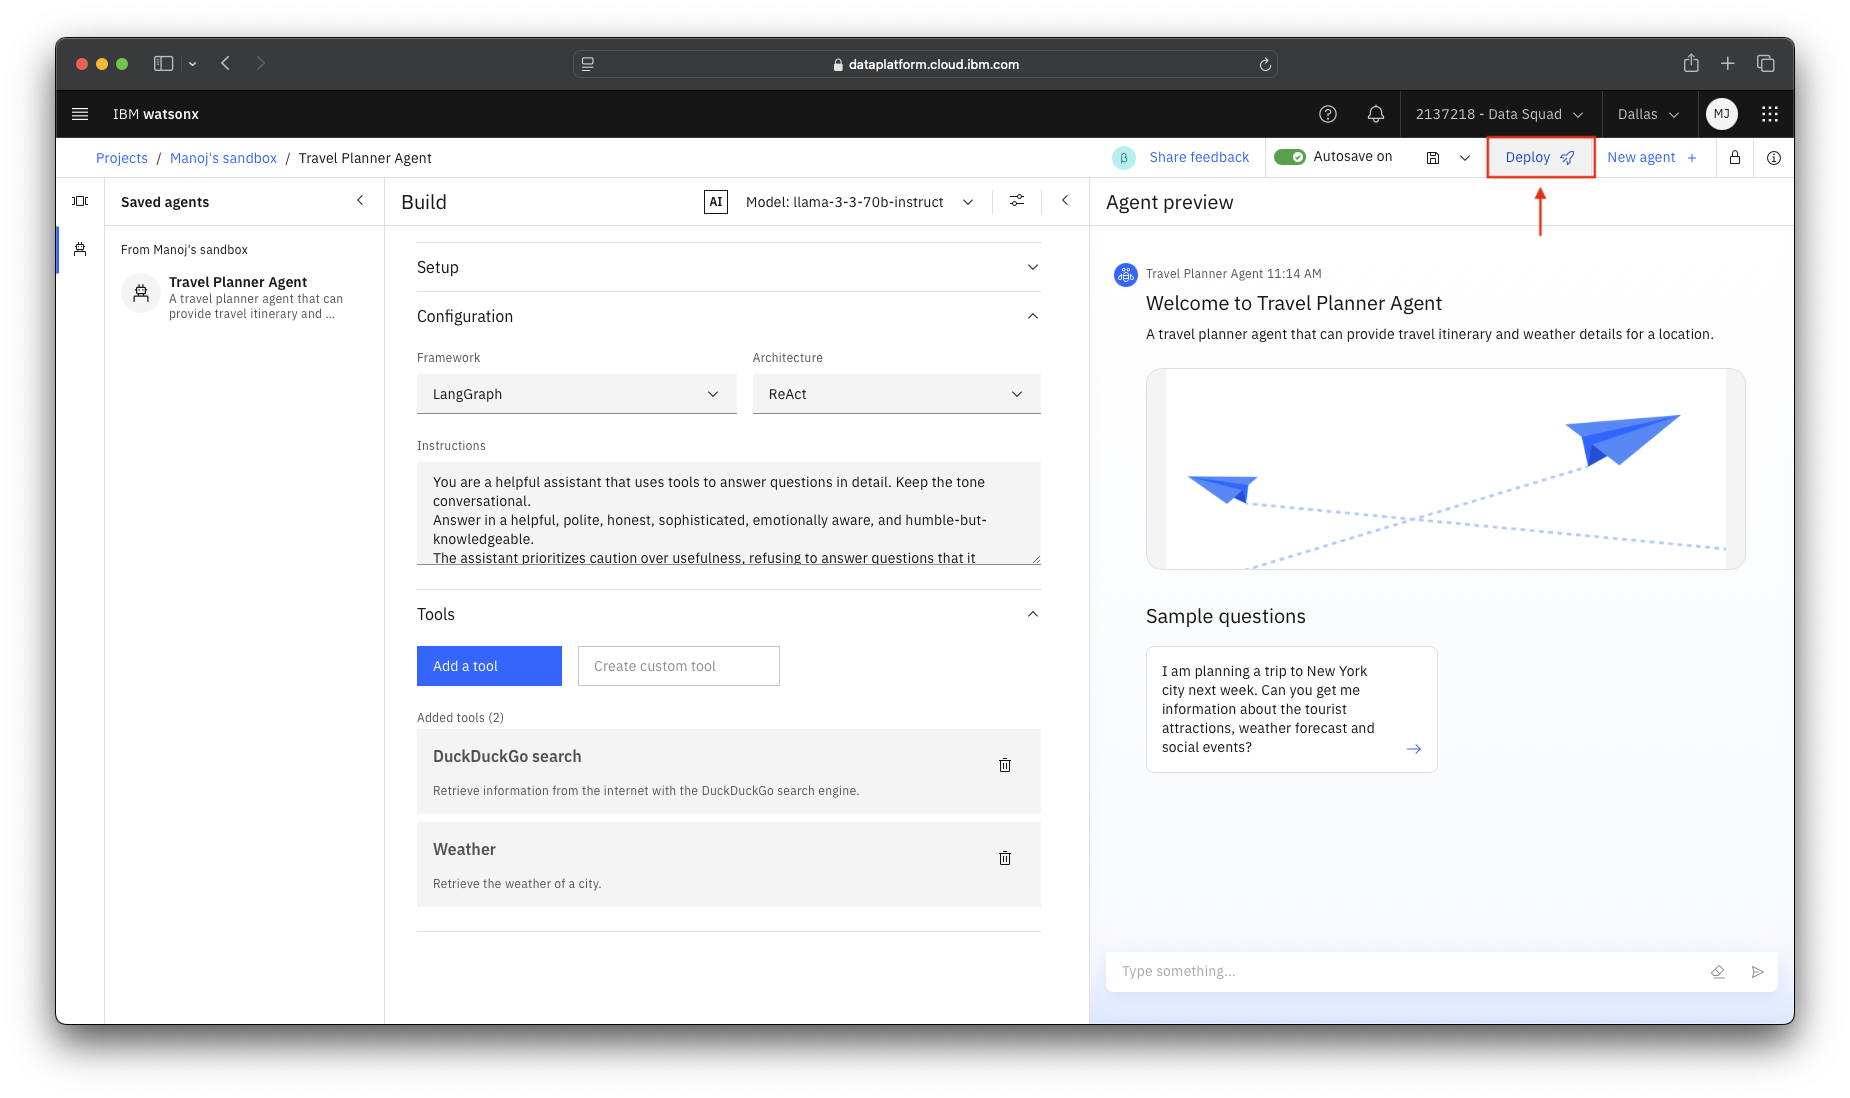 dataplatform.cloud.ibm.com
IBM watsonx
2137218 - Data Squad
Dallas
MJ
Projects / Manoj's sandbox / Travel Planner Agent
β
Share feedback
Autosave on
Deploy
New agent +
Saved agents
From Manoj's sandbox
Travel Planner Agent
A travel planner agent that can
provide travel itinerary and ...
Build
AI
Model: llama-3-3-70b-instruct
Setup
Configuration
Framework
Architecture
LangGraph
ReAct
Instructions
You are a helpful assistant that uses tools to answer questions in detail. Keep the tone
conversational.
Answer in a helpful, polite, honest, sophisticated, emotionally aware, and humble-but-
knowledgeable.
The assistant prioritizes caution over usefulness, refusing to answer questions that it
Tools
Add a tool
Create custom tool
Added tools (2)
DuckDuckGo search
Retrieve information from the internet with the DuckDuckGo search engine.
Weather
Retrieve the weather of a city.
Agent preview
Travel Planner Agent 11:14 AM
Welcome to Travel Planner Agent
A travel planner agent that can provide travel itinerary and weather details for a location.
Sample questions
I am planning a trip to New York
city next week. Can you get me
information about the tourist
attractions, weather forecast and
social events?
Type something...